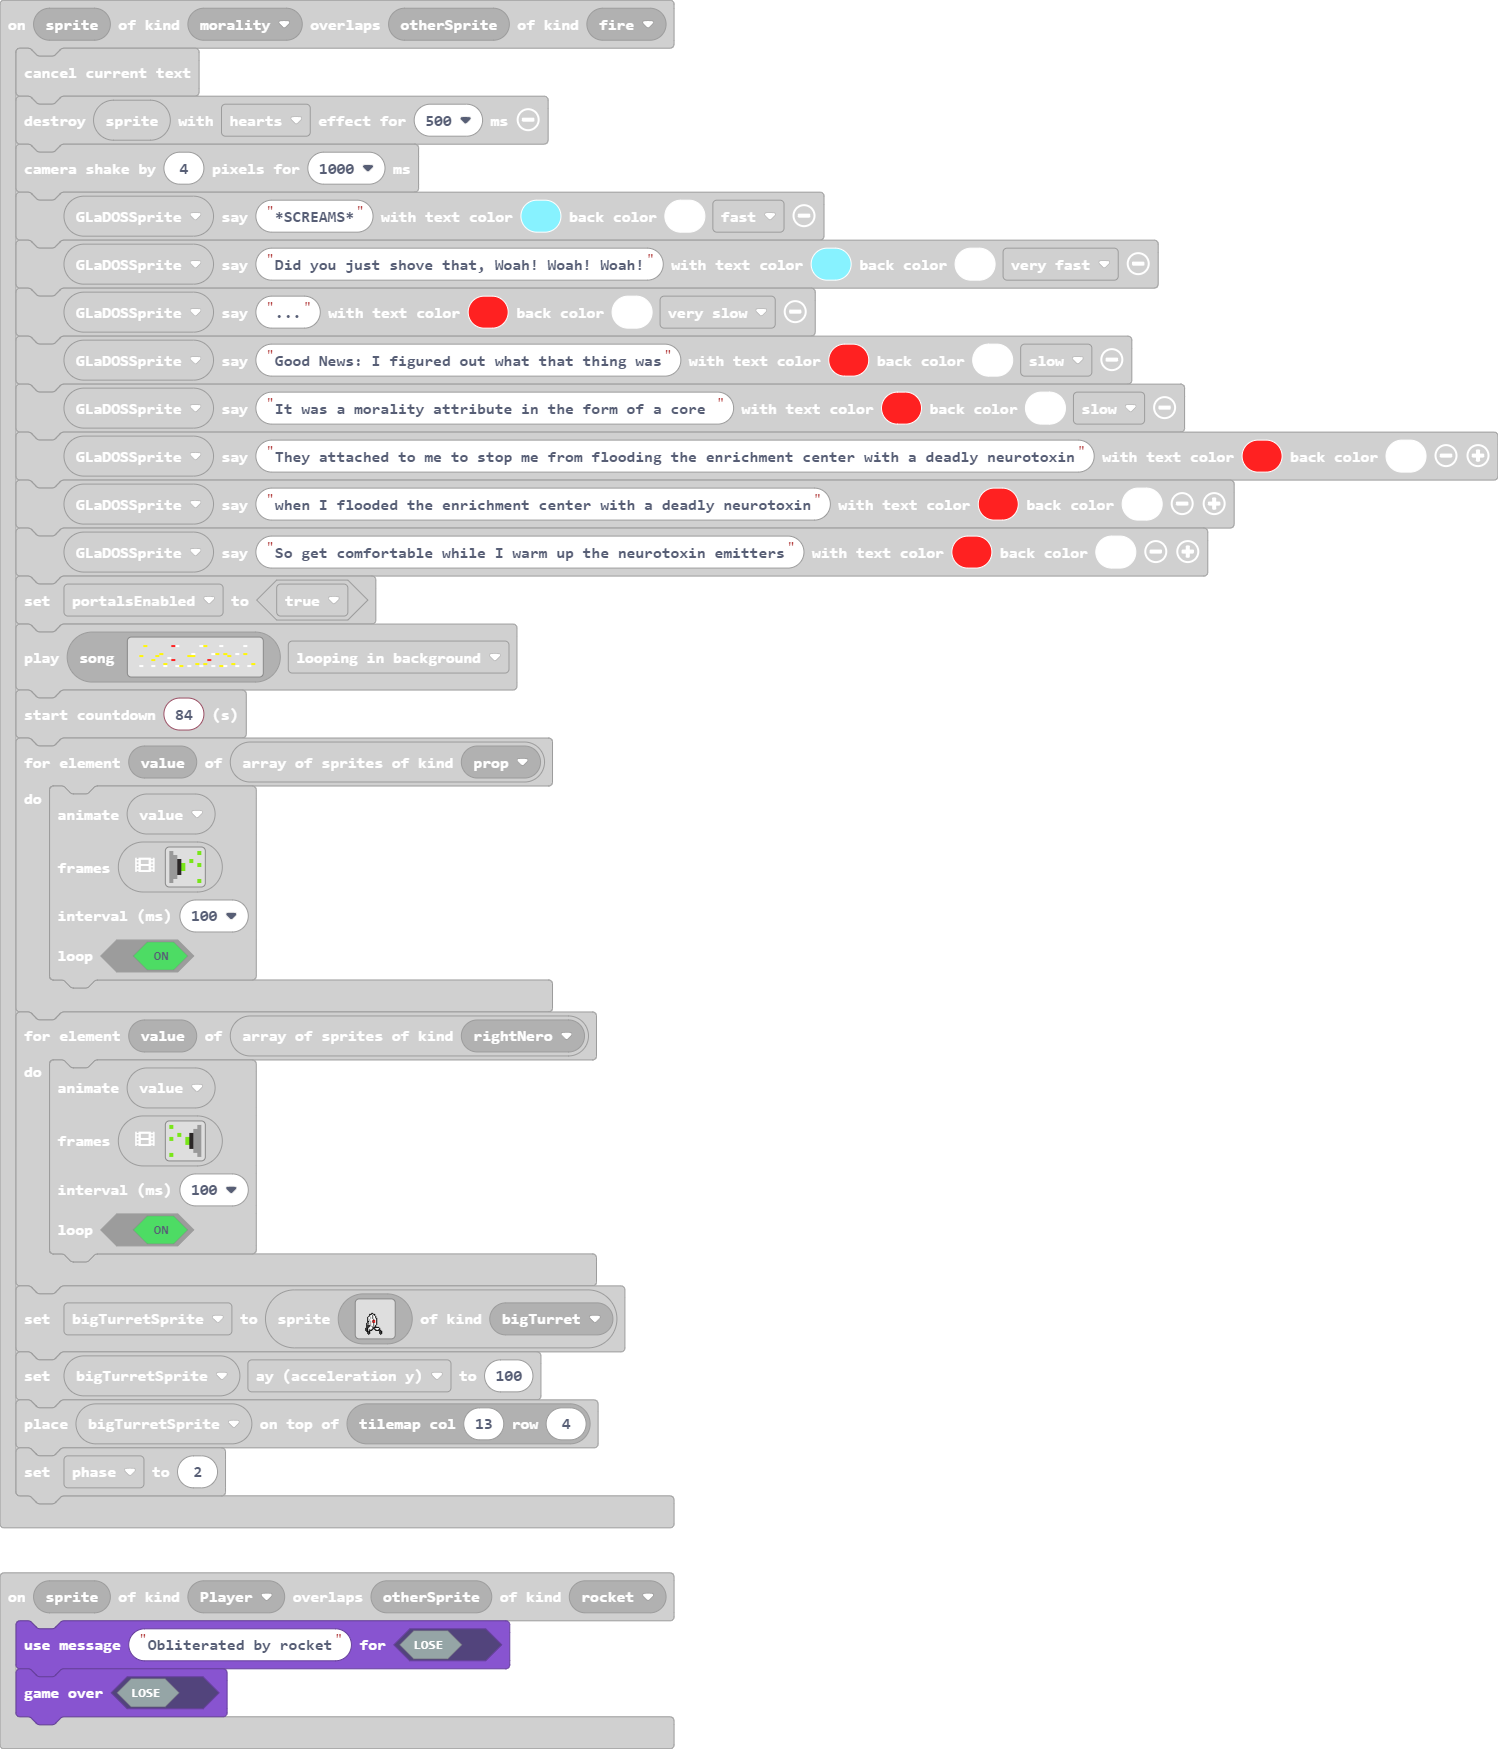 on sprite of kind morality overlaps otherSprite of kind fire
cancel current text
destroy sprite with hearts effect for 500 ms
camera shake by 4 pixels for 1000 ms
GLaDOSSprite say "*SCREAMS*" with text color back color fast
GLaDOSSprite say "Did you just shove that, Woah! Woah! Woah!" with text color back color very fast
GLaDOSSprite say "..." with text color back color very slow
GLaDOSSprite say "Good News: I figured out what that thing was" with text color back color slow
GLaDOSSprite say "It was a morality attribute in the form of a core " with text color back color slow
GLaDOSSprite say "They attached to me to stop me from flooding the enrichment center with a deadly neurotoxin" with text color back color
GLaDOSSprite say "when I flooded the enrichment center with a deadly neurotoxin" with text color back color
GLaDOSSprite say "So get comfortable while I warm up the neurotoxin emitters" with text color back color
set portalsEnabled to true
play song looping in background
start countdown 84 (s)
for element value of array of sprites of kind prop
do
animate value
frames
interval (ms) 100
loop ON
for element value of array of sprites of kind rightNero
do
animate value
frames
interval (ms) 100
loop ON
set bigTurretSprite to sprite of kind bigTurret
set bigTurretSprite ay (acceleration y) to 100
place bigTurretSprite on top of tilemap col 13 row 4
set phase to 2
on sprite of kind Player overlaps otherSprite of kind rocket
use message "Obliterated by rocket" for LOSE
game over LOSE